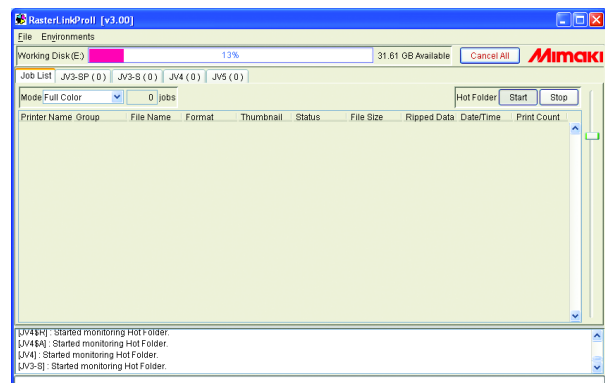 RasterLinkProII [v3.00]
File Environments
Working Disk(E:) 13% 31.61 GB Available Cancel All Mimaki
Job List JV3-SP ( 0 ) JV3-S ( 0 ) JV4 ( 0 ) JV5 ( 0 )
Mode Full Color 0 jobs Hot Folder Start Stop
Printer Name Group File Name Format Thumbnail Status File Size Ripped Data Date/Time Print Count
[JV4$R] : Started monitoring Hot Folder.
[JV4$A] : Started monitoring Hot Folder.
[JV4] : Started monitoring Hot Folder.
[JV3-S] : Started monitoring Hot Folder.